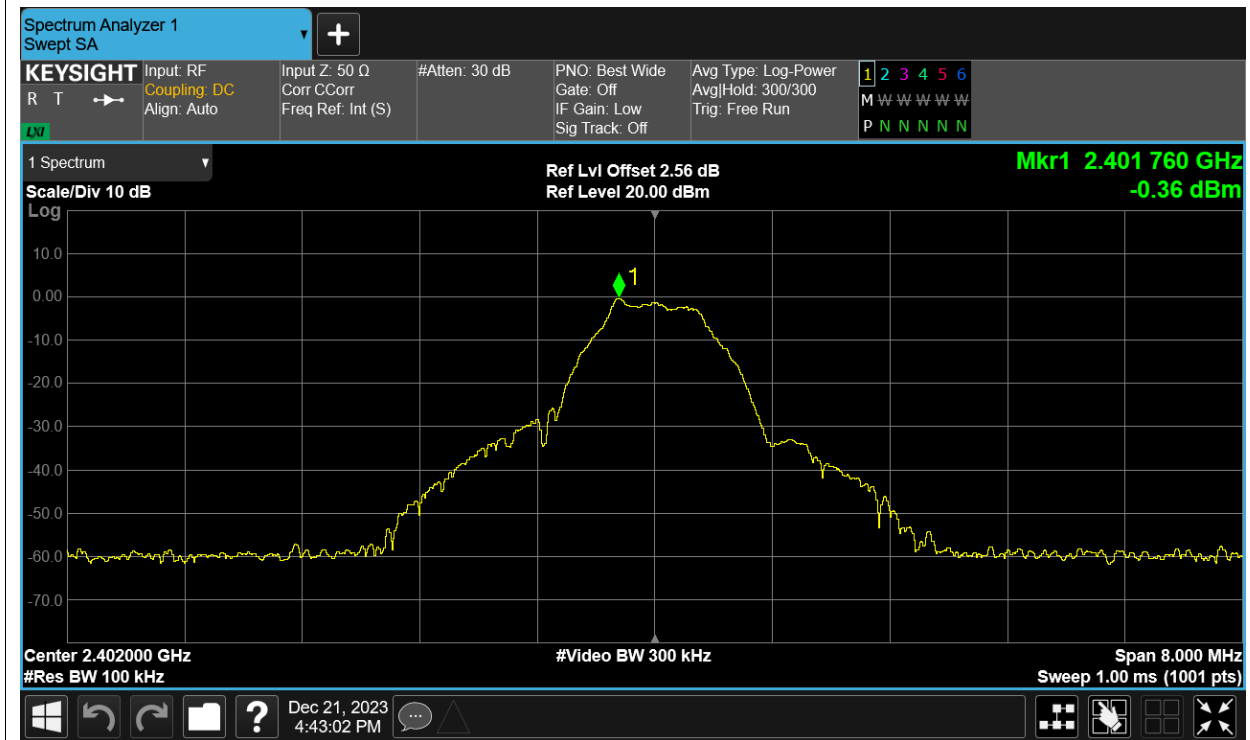 Spectrum Analyzer 1
Swept SA
KEYSIGHT
R T
LXI
Input: RF
Coupling: DC
Align: Auto
Input Z: 50 Ω
Corr CCorr
Freq Ref: Int (S)
#Atten: 30 dB
PNO: Best Wide
Gate: Off
IF Gain: Low
Sig Track: Off
Avg Type: Log-Power
Avg|Hold: 300/300
Trig: Free Run
1 2 3 4 5 6
M W W W W W
P N N N N N
1 Spectrum
Scale/Div 10 dB
Log
Ref Lvl Offset 2.56 dB
Ref Level 20.00 dBm
Mkr1 2.401 760 GHz
-0.36 dBm
1
10.0
0.00
-10.0
-20.0
-30.0
-40.0
-50.0
-60.0
-70.0
Center 2.402000 GHz
#Res BW 100 kHz
#Video BW 300 kHz
Span 8.000 MHz
Sweep 1.00 ms (1001 pts)
?
Dec 21, 2023
4:43:02 PM